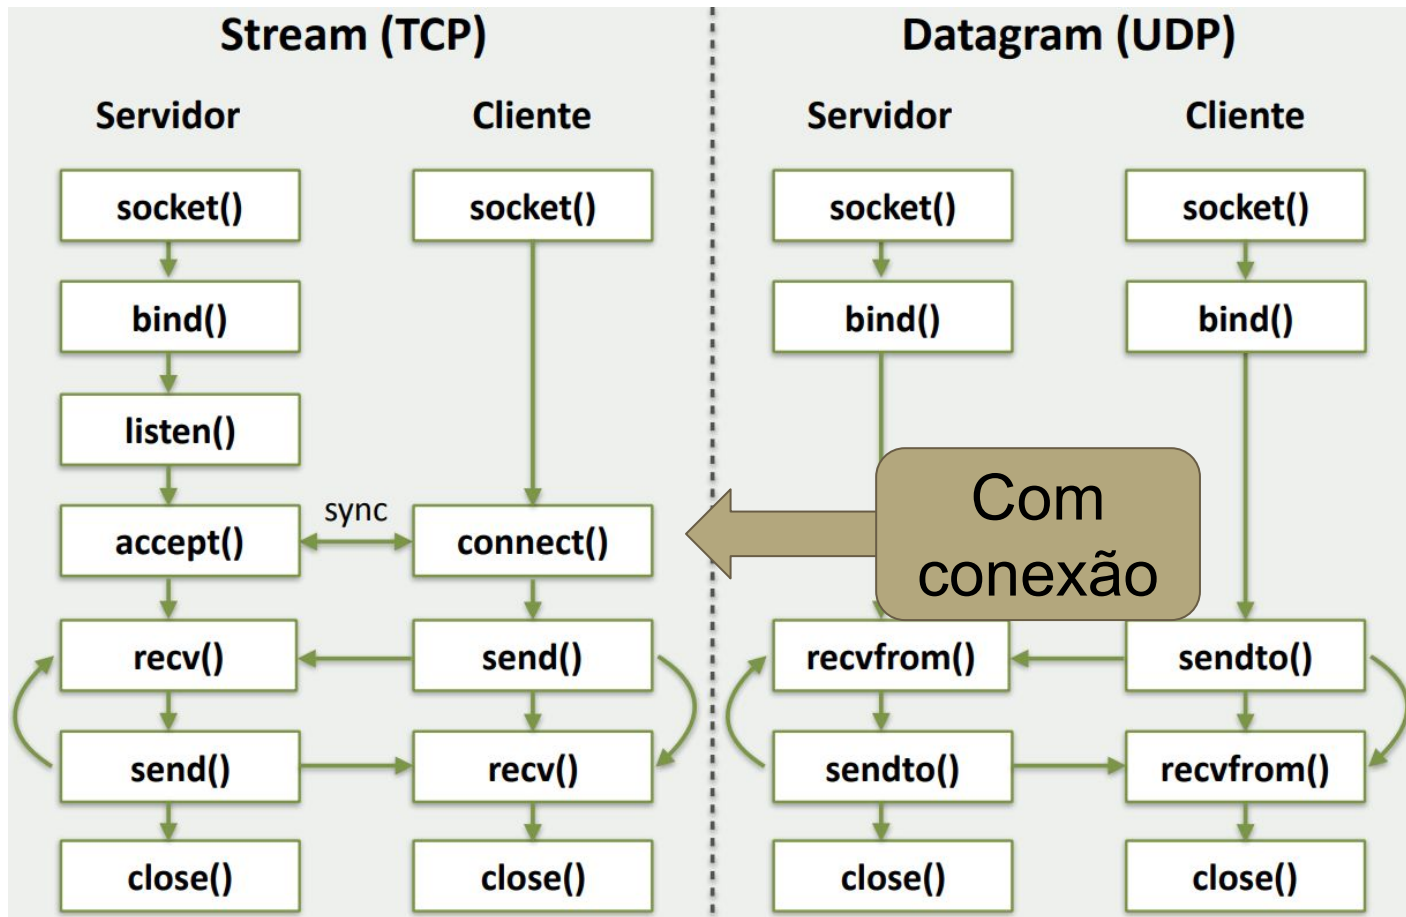 Stream (TCP)
Servidor
Cliente
socket()
socket()
bind()
listen()
accept()
sync
connect()
recv()
send()
send()
recv()
close()
close()
Datagram (UDP)
Servidor
Cliente
socket()
socket()
bind()
bind()
Com
conexão
recvfrom()
sendto()
sendto()
recvfrom()
close()
close()